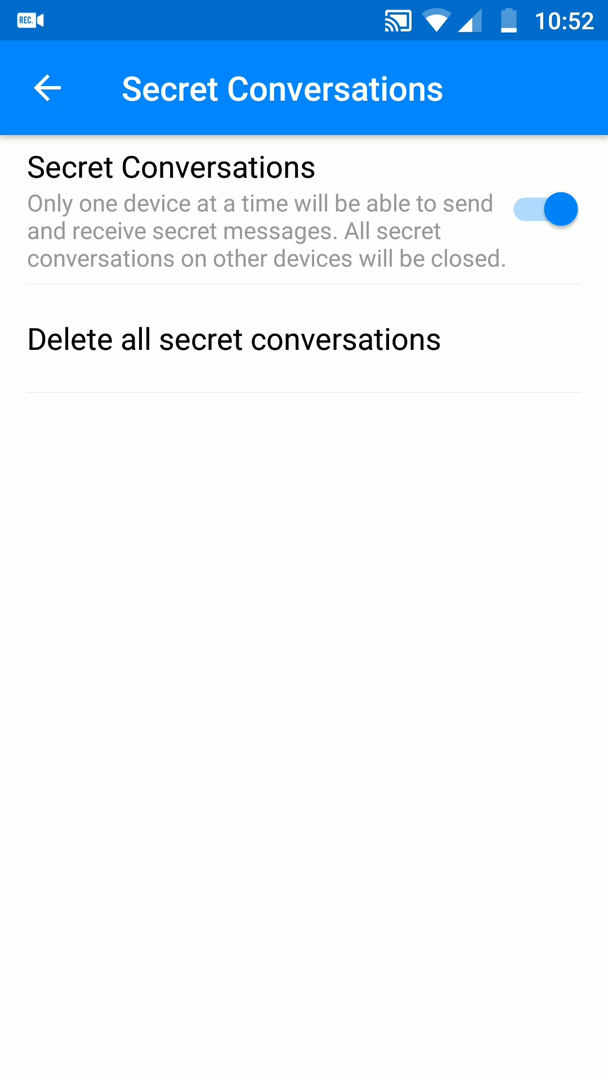 REC.
10:52
Secret Conversations
Secret Conversations
Only one device at a time will be able to send
and receive secret messages. All secret
conversations on other devices will be closed.
Delete all secret conversations